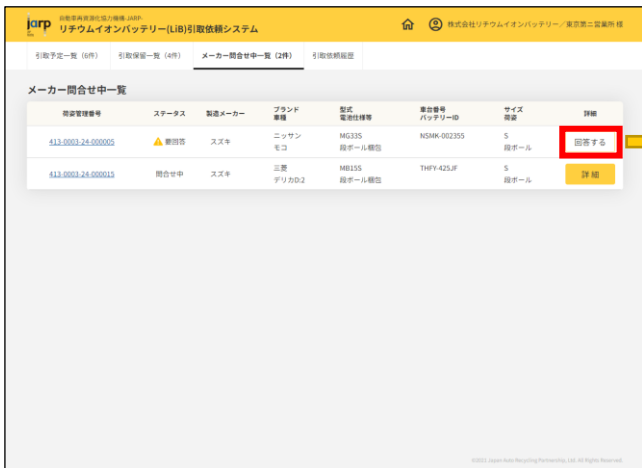 jarp
自動車再資源化協力機構 -JARP-
リチウムイオンバッテリー(LiB)引取依頼システム
株式会社リチウムイオンバッテリー／東京第二営業所 様
引取予定一覧（6件） 引取保留一覧（4件） メーカー問合せ中一覧（2件） 引取依頼履歴
メーカー問合せ中一覧
荷姿管理番号 ステータス 製造メーカー ブランド 車種 型式 電池仕様等 車台番号 バッテリーID サイズ 荷姿 詳細
413-0003-24-000005 要回答 スズキ ニッサン モコ MG33S 段ボール梱包 NSMK-002355 S 段ボール 回答する
413-0003-24-000015 問合せ中 スズキ 三菱 デリカD:2 MB15S 段ボール梱包 THFY-425JF S 段ボール 詳細
©2021 Japan Auto Recycling Partnership, Ltd. All Rights Reserved.